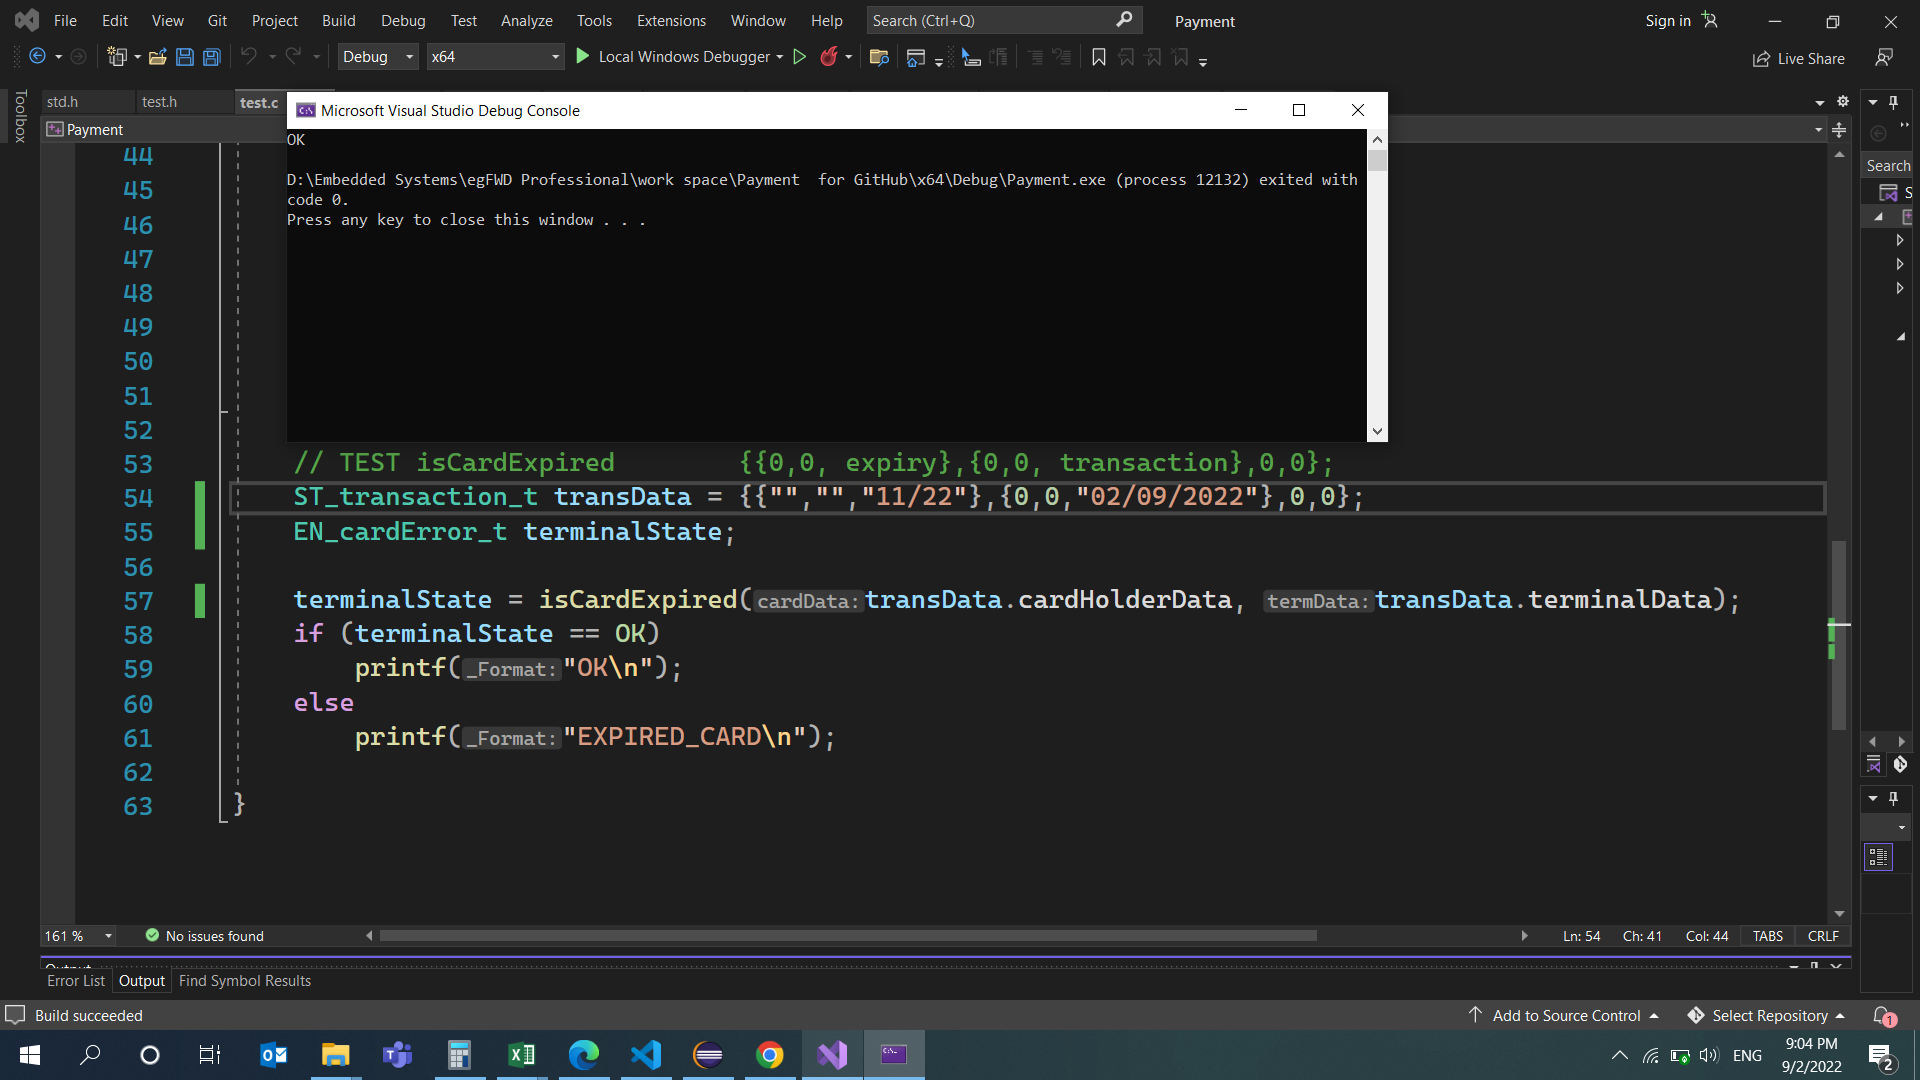 File Edit View Git Project Build Debug Test Analyze Tools Extensions Window Help Search (Ctrl+Q) Payment Sign in
Debug x64 Local Windows Debugger Live Share
Toolbox
std.h test.h test.c
Microsoft Visual Studio Debug Console
Payment
OK
D:\Embedded Systems\egFWD Professional\work space\Payment  for GitHub\x64\Debug\Payment.exe (process 12132) exited with
code 0.
Press any key to close this window . . .
Search
S
44
45
46
47
48
49
50
51
52
53 // TEST isCardExpired {{0,0, expiry},{0,0, transaction},0,0};
54 ST_transaction_t transData = {{"","","11/22"},{0,0,"02/09/2022"},0,0};
55 EN_cardError_t terminalState;
56
57 terminalState = isCardExpired(cardData:transData.cardHolderData, termData:transData.terminalData);
58 if (terminalState == OK)
59 printf(_Format:"OK\n");
60 else
61 printf(_Format:"EXPIRED_CARD\n");
62
63 }
161 % No issues found Ln: 54 Ch: 41 Col: 44 TABS CRLF
Output
Error List Output Find Symbol Results
Build succeeded Add to Source Control Select Repository 1
ENG 9:04 PM
9/2/2022 2